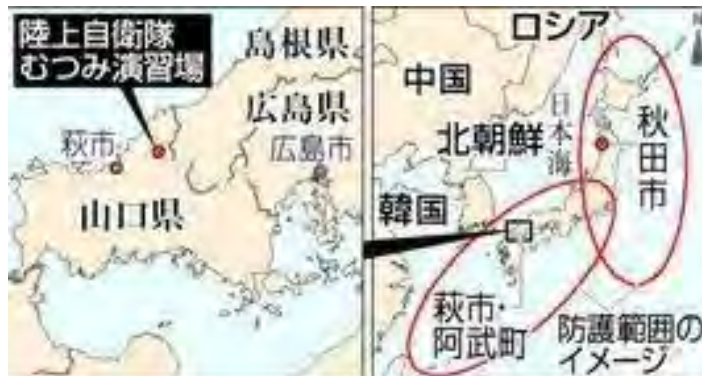 陸上自衛隊
むつみ演習場
島根県
広島県
萩市
広島市
山口県
ロシア
中国
日本海
北朝鮮
秋田市
韓国
萩市・
阿武町
防護範囲の
イメージ
N